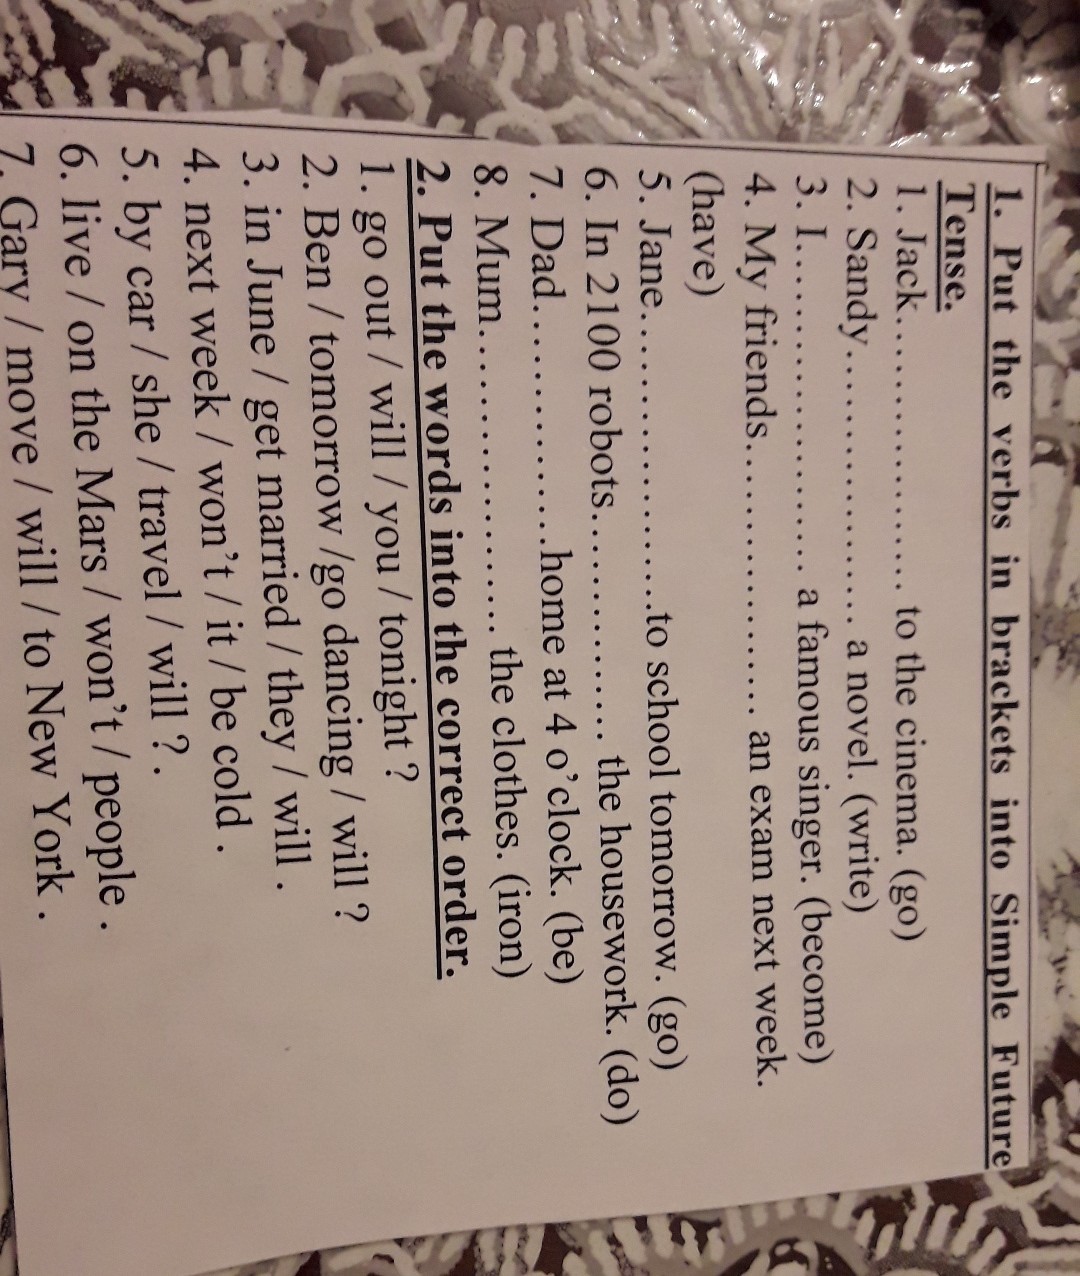 1. Put the verbs in brackets into Simple Future
Tense.
1. Jack.................... to the cinema. (go)
2. Sandy.................... a novel. (write)
3. I....................... a famous singer. (become)
4. My friends.................... an exam next week.
(have)
5. Jane.....................to school tomorrow. (go)
6. In 2100 robots.................. the housework. (do)
7. Dad..................home at 4 o’clock. (be)
8. Mum...................... the clothes. (iron)
2. Put the words into the correct order.
1. go out / will / you / tonight ?
2. Ben / tomorrow /go dancing / will ?
3. in June / get married / they / will .
4. next week / won’t / it / be cold .
5. by car / she / travel / will ? .
6. live / on the Mars / won’t / people .
7. Gary / move / will / to New York .